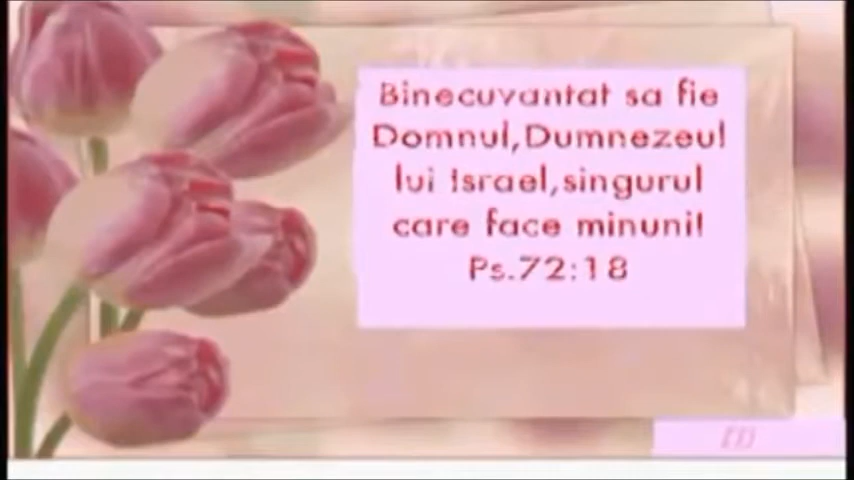 Binecuvantat sa fie
Domnul,Dumnezeul
lui Israel,singurul
care face minuni!
Ps.72:18